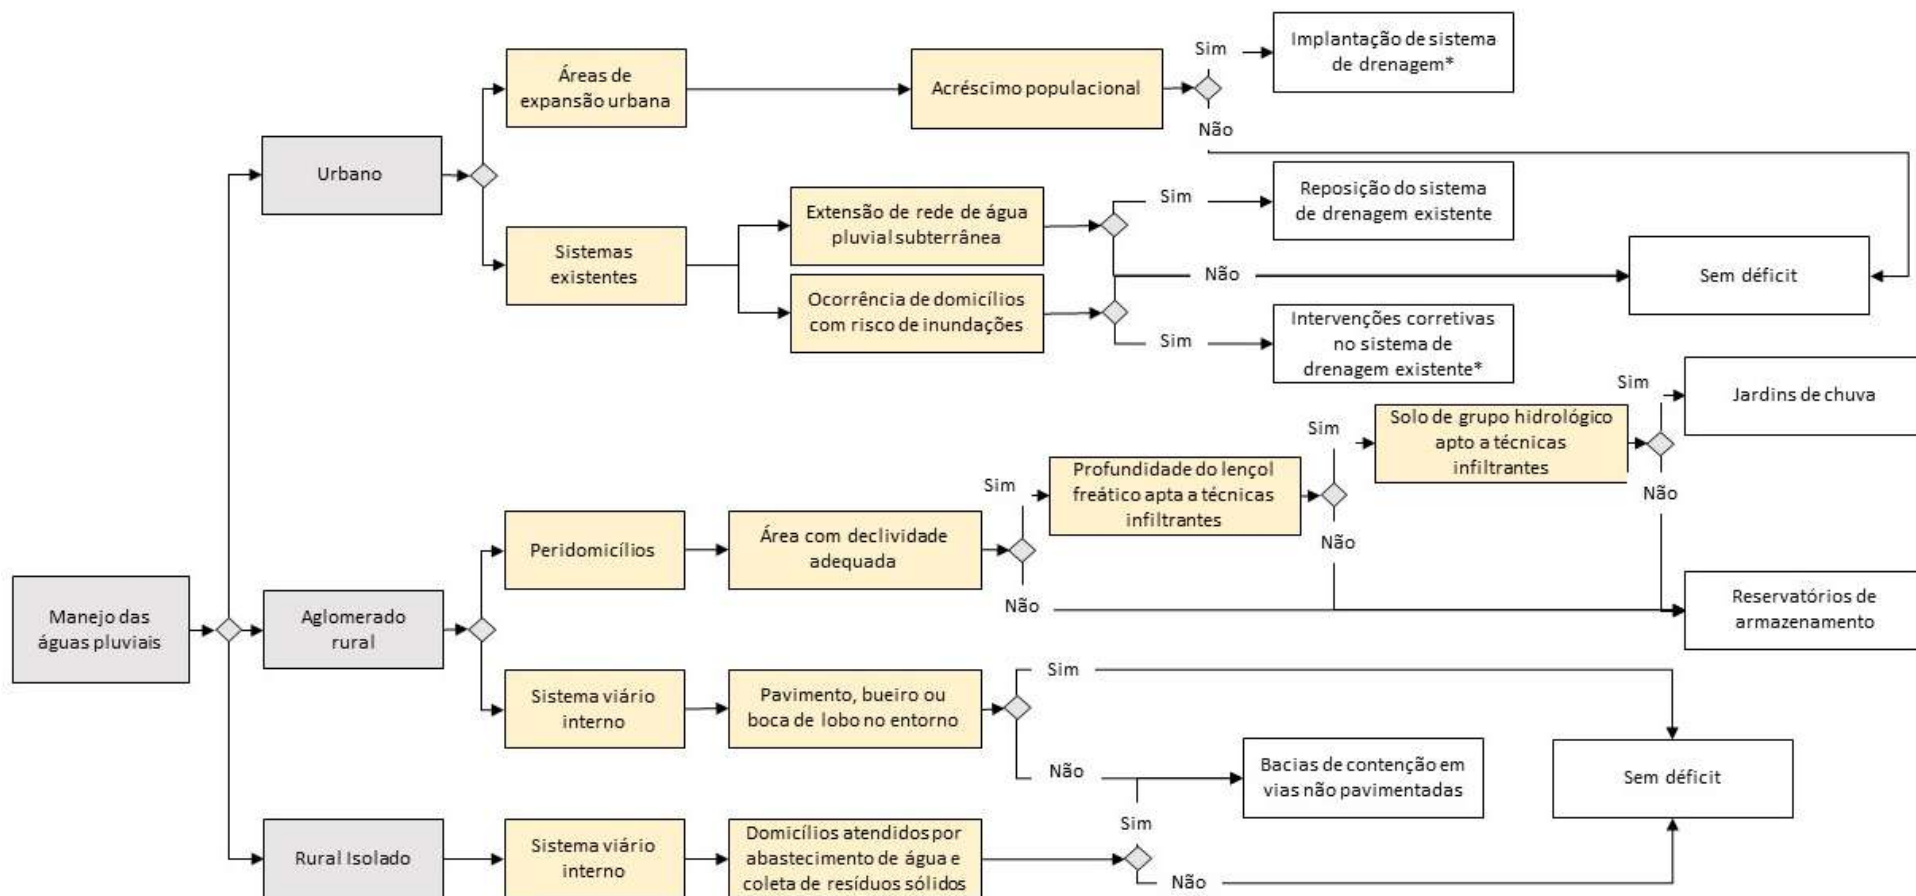 Implantação de sistema
de drenagem*
Sim
Áreas de
expansão urbana
Acréscimo populacional
Não
Urbano
Sim
Reposição do sistema
de drenagem existente
Extensão de rede de água
pluvial subterrânea
Sistemas
existentes
Não
Sem déficit
Ocorrência de domicílios
com risco de inundações
Sim
Intervenções corretivas
no sistema de
drenagem existente*
Sim
Jardins de chuva
Sim
Solo de grupo hidrológico
apto a técnicas
infiltrantes
Sim
Profundidade do lençol
freático apta a técnicas
infiltrantes
Não
Peridomicílios
Área com declividade
adequada
Não
Não
Reservatórios de
armazenamento
Manejo das
águas pluviais
Aglomerado
rural
Sim
Sistema viário
interno
Pavimento, bueiro ou
boca de lobo no entorno
Não
Bacias de contenção em
vias não pavimentadas
Sem déficit
Sim
Rural Isolado
Sistema viário
interno
Domicílios atendidos por
abastecimento de água e
coleta de resíduos sólidos
Não